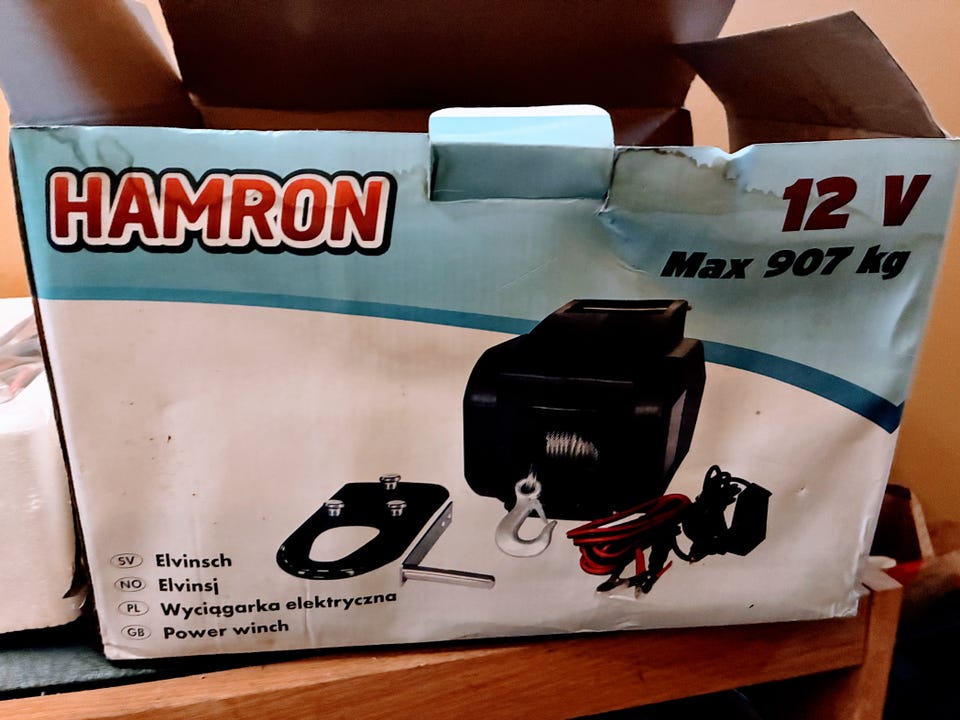 HAMRON
12 V
Max 907 kg
SV Elvinsch
NO Elvinsj
PL Wyciągarka elektryczna
GB Power winch